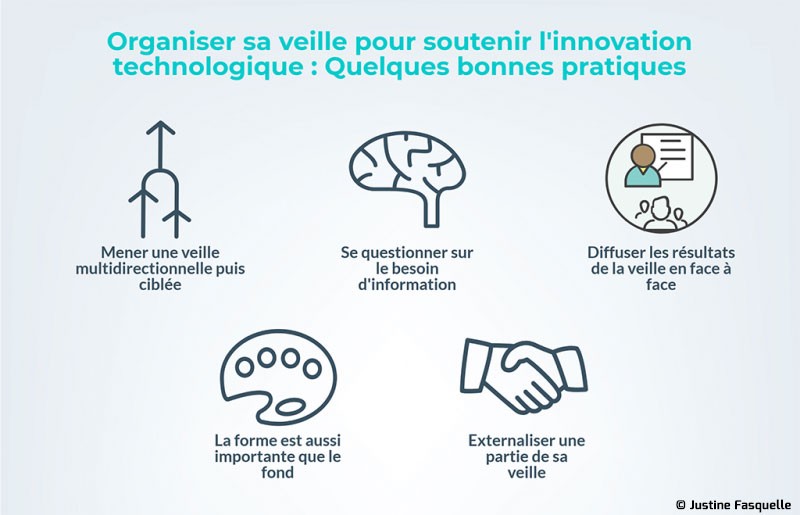 Organiser sa veille pour soutenir l'innovation
technologique : Quelques bonnes pratiques
Mener une veille
multidirectionnelle puis
ciblée
Se questionner sur
le besoin
d'information
Diffuser les résultats
de la veille en face à
face
La forme est aussi
importante que le
fond
Externaliser une
partie de sa
veille
© Justine Fasquelle